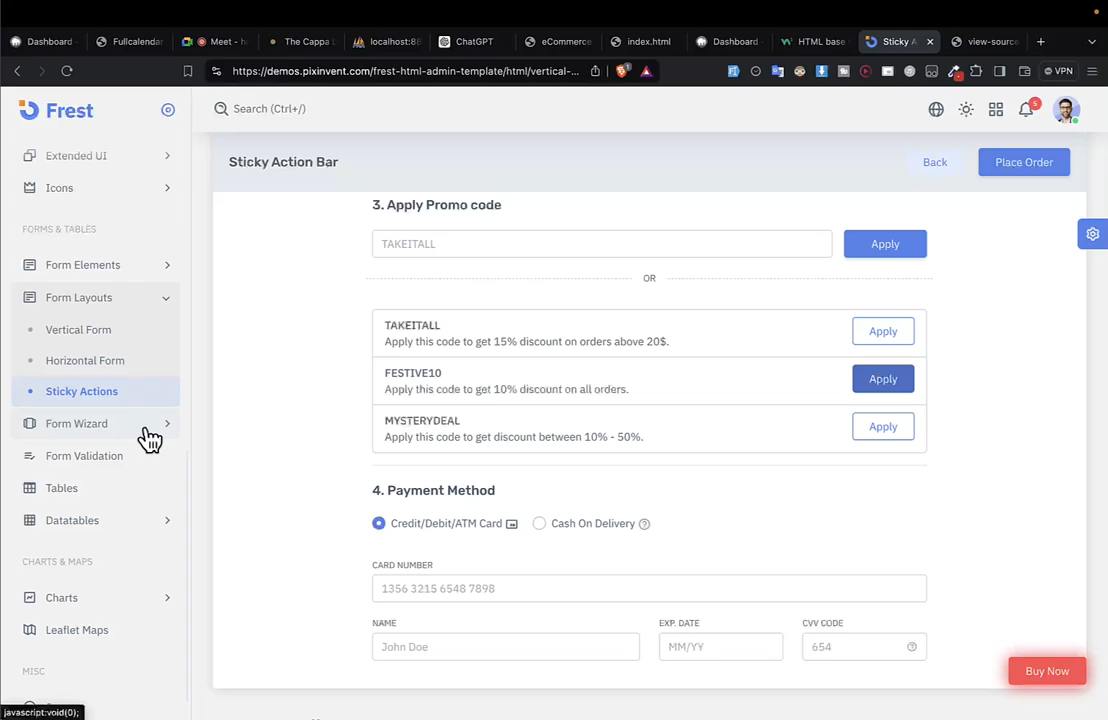 Dashboard
Fullcalendar
Meet - h
The Cappa L
localhost:88
ChatGPT
eCommerce
index.html
Dashboard
HTML base
Sticky A
view-source
https://demos.pixinvent.com/frest-html-admin-template/html/vertical-...
VPN
Frest
Search (Ctrl+/)
5
Extended UI
Icons
FORMS & TABLES
Form Elements
Form Layouts
Vertical Form
Horizontal Form
Sticky Actions
Form Wizard
Form Validation
Tables
Datatables
CHARTS & MAPS
Charts
Leaflet Maps
MISC
javascript:void(0);
Sticky Action Bar
Back
Place Order
3. Apply Promo code
TAKEITALL
Apply
OR
TAKEITALL
Apply this code to get 15% discount on orders above 20$.
Apply
FESTIVE10
Apply this code to get 10% discount on all orders.
Apply
MYSTERYDEAL
Apply this code to get discount between 10% - 50%.
Apply
4. Payment Method
Credit/Debit/ATM Card
Cash On Delivery
CARD NUMBER
1356 3215 6548 7898
NAME
EXP. DATE
CVV CODE
John Doe
MM/YY
654
Buy Now